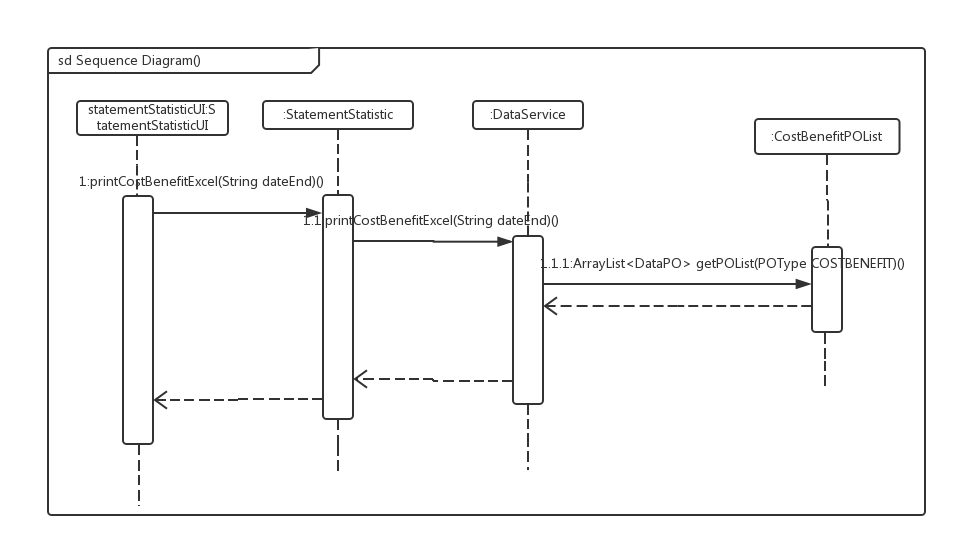 sd Sequence Diagram()
statementStatisticUI:S
tatementStatisticUI
:StatementStatistic
:DataService
:CostBenefitPOList
1:printCostBenefitExcel(String dateEnd)()
1.1:printCostBenefitExcel(String dateEnd)()
1.1.1:ArrayList<DataPO> getPOList(POType COSTBENEFIT)()